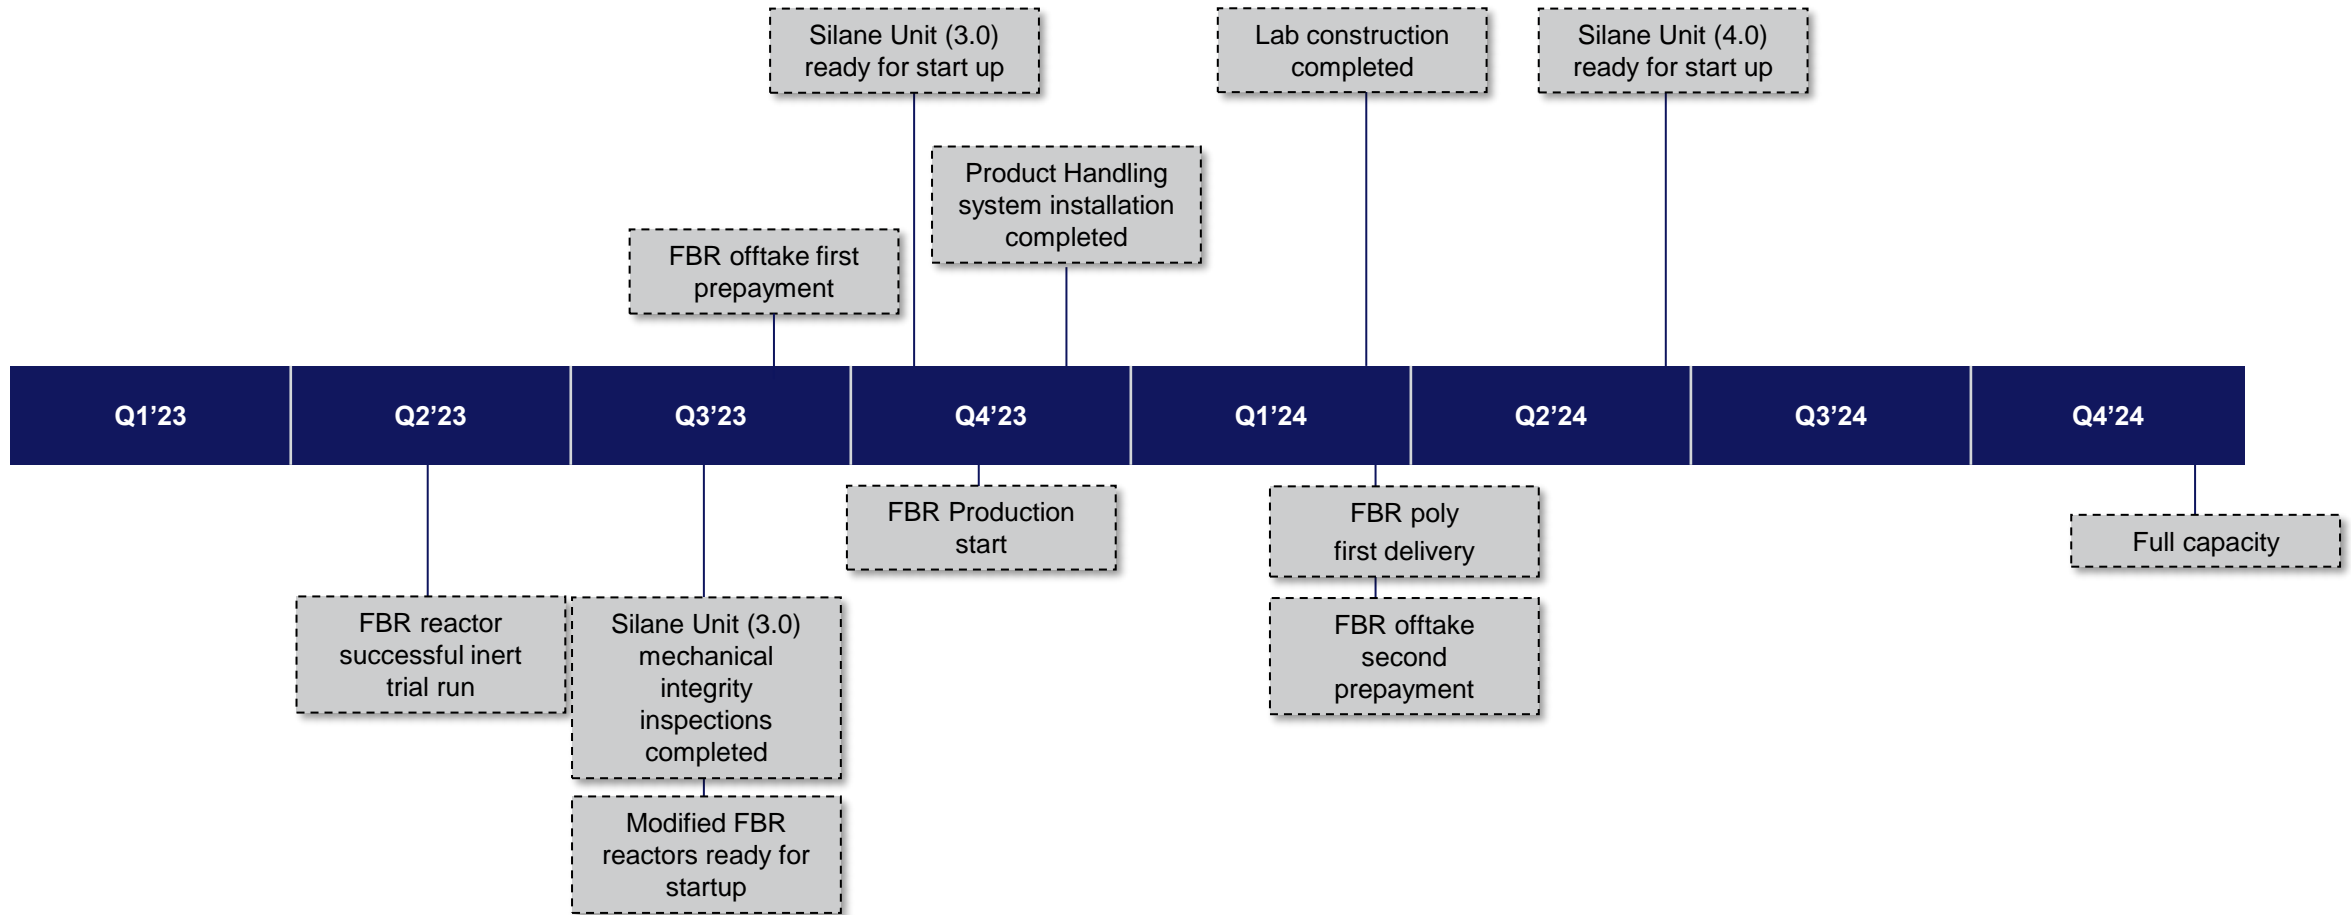 Silane Unit (3.0)
ready for start up
Lab construction
completed
Silane Unit (4.0)
ready for start up
Product Handling
system installation
completed
FBR offtake first
prepayment
Q1’23
Q2’23
Q3’23
Q4’23
Q1’24
Q2’24
Q3’24
Q4’24
FBR Production
start
FBR poly
first delivery
Full capacity
FBR reactor
successful inert
trial run
Silane Unit (3.0)
mechanical
integrity
inspections
completed
FBR offtake
second
prepayment
Modified FBR
reactors ready for
startup